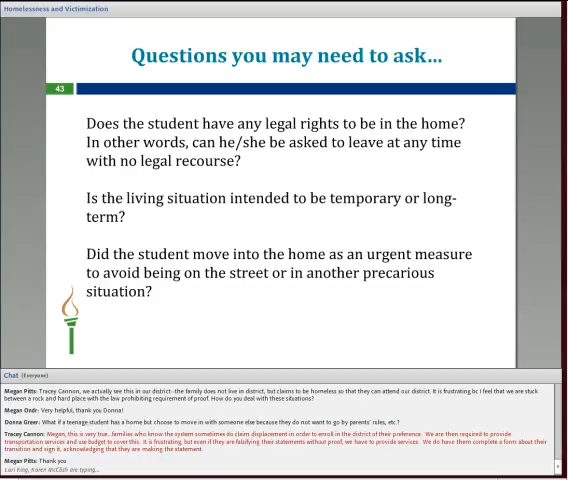 Homelessness and Victimization
Questions you may need to ask...
43
Does the student have any legal rights to be in the home?
In other words, can he/she be asked to leave at any time
with no legal recourse?
Is the living situation intended to be temporary or long-
term?
Did the student move into the home as an urgent measure
to avoid being on the street or in another precarious
situation?
Chat (Everyone)
Megan Pitts: Tracey Cannon, we actually see this in our district--the family does not live in district, but claims to be homeless so that they can attend our district. It is frustrating bc I feel that we are stuck
between a rock and hard place with the law prohibiting requirement of proof. How do you deal with these situations?
Megan Ondr: Very helpful, thank you Donna!
Donna Greer: What if a teenage student has a home but choose to move in with someone else because they do not want to go by parents' rules, etc.?
Tracey Cannon: Megan, this is very true...families who know the system sometimes do claim displacement in order to enroll in the district of their preference. We are then required to provide
transportation services and use budget to cover this. It is frustrating, but even if they are falsifying their statements without proof, we have to provide services. We do have them complete a form about their
transition and sign it, acknowledging that they are making the statement.
Megan Pitts: Thank you
Lori King, Karen are typing...